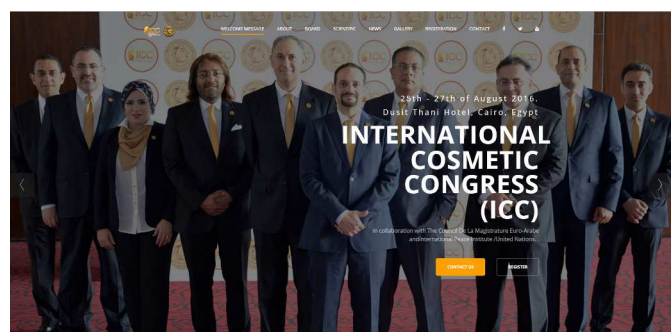 WELCOME MESSAGE ABOUT BOARD SCIENTIFIC NEWS GALLERY REGISTRATION CONTACT
25th - 27th of August 2016.
Dusit Thani Hotel, Cairo, Egypt
INTERNATIONAL
COSMETIC
CONGRESS
(ICC)
In collaboration with The Council De La Magistrature Euro-Arabe
and International Peace Institute /United Nations.
CONTACT US REGISTER